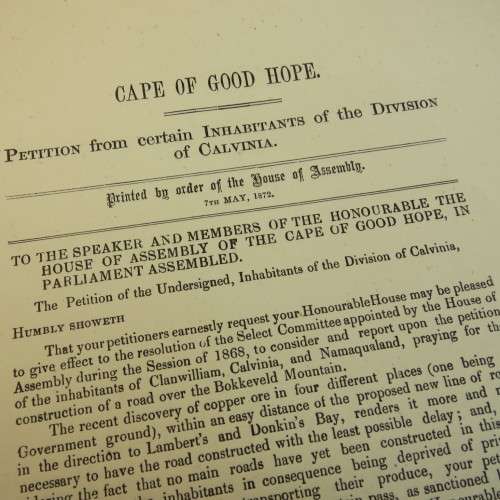 CAPE OF GOOD HOPE.
PETITION from certain INHABITANTS of the DIVISION
of CALVINIA.
Printed by order of the House of Assembly.
7TH MAY, 1872.
TO THE SPEAKER AND MEMBERS OF THE HONOURABLE THE
HOUSE OF ASSEMBLY OF THE CAPE OF GOOD HOPE, IN
PARLIAMENT ASSEMBLED.
The Petition of the Undersigned, Inhabitants of the Division of Calvinia,
HUMBLY SHOWETH
That your petitioners earnestly request your Honourable House may be pleased
to give effect to the resolution of the Select Committee appointed by the House of
Assembly during the Session of 1868, to consider and report upon the petition
of the inhabitants of Clanwilliam, Calvinia, and Namaqualand, praying for the
construction of a road over the Bokkeveld Mountain.
The recent discovery of copper ore in four different places (one being
Government ground), within an easy distance of the proposed new line of
in the direction to Lambert's and Donkin's Bay, renders it more and
necessary to have the road constructed with the least possible delay; and,
the fact that no main roads have yet been constructed in this
inhabitants in consequence being deprived of
transporting their produce, your
pass, as sanctioned